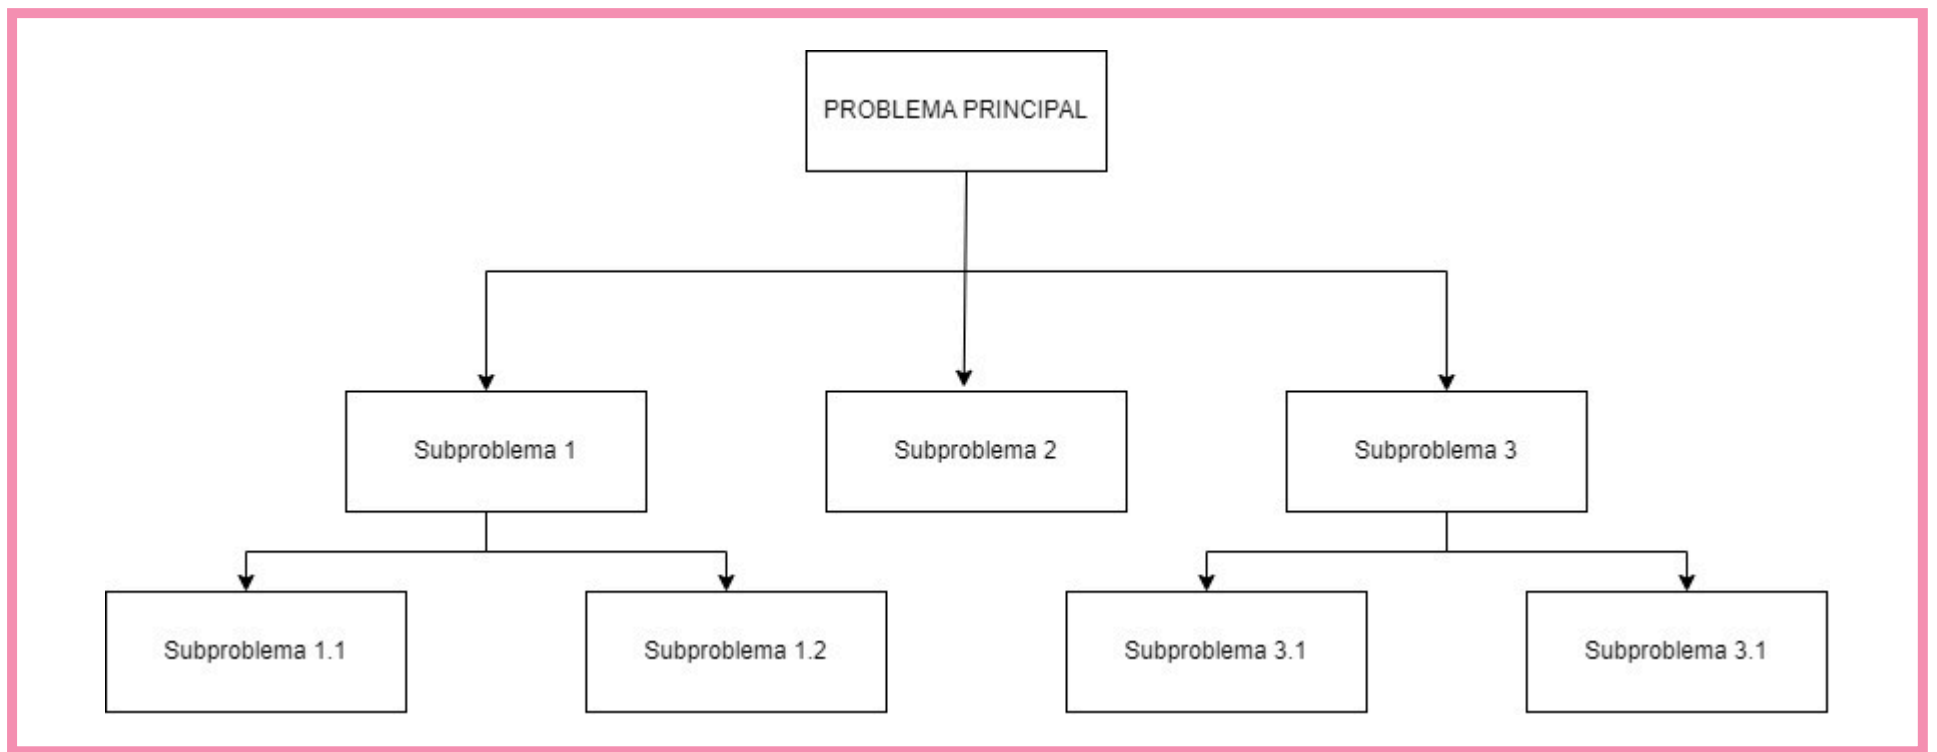 PROBLEMA PRINCIPAL
Subproblema 1
Subproblema 2
Subproblema 3
Subproblema 1.1
Subproblema 1.2
Subproblema 3.1
Subproblema 3.1